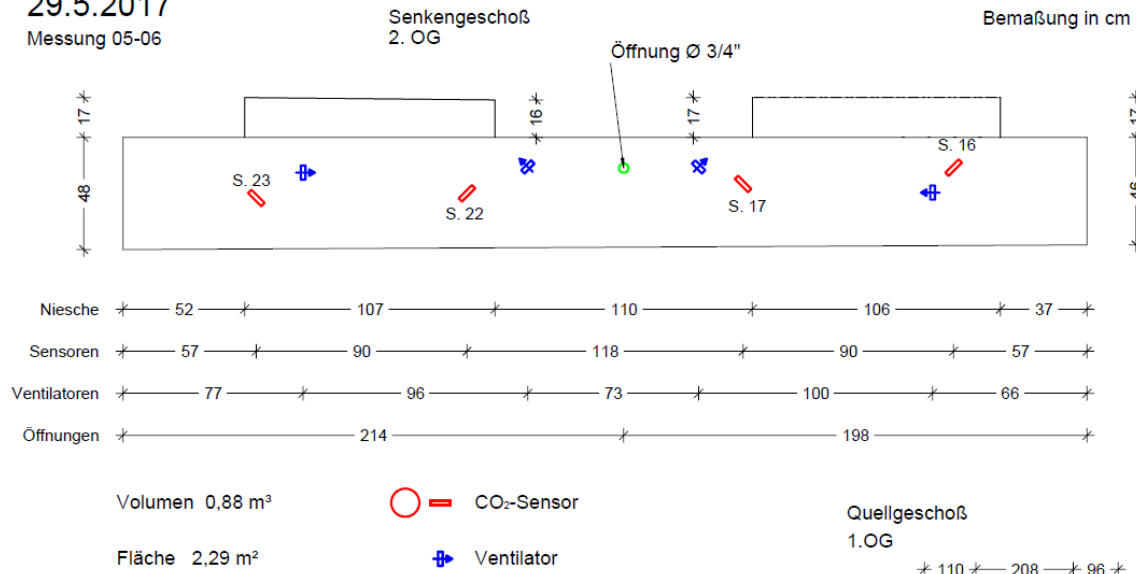 29.5.2017
Messung 05-06
Senkengeschoß
2. OG
Bemaßung in cm
Öffnung Ø 3/4"
17
16
17
17
S. 23
S. 22
S. 17
S. 16
48
46
Niesche 52 107 110 106 37
Sensoren 57 90 118 90 57
Ventilatoren 77 96 73 100 66
Öffnungen 214 198
Volumen 0,88 m³
CO₂-Sensor
Fläche 2,29 m²
Ventilator
Quellgeschoß
1.OG
110 208 96